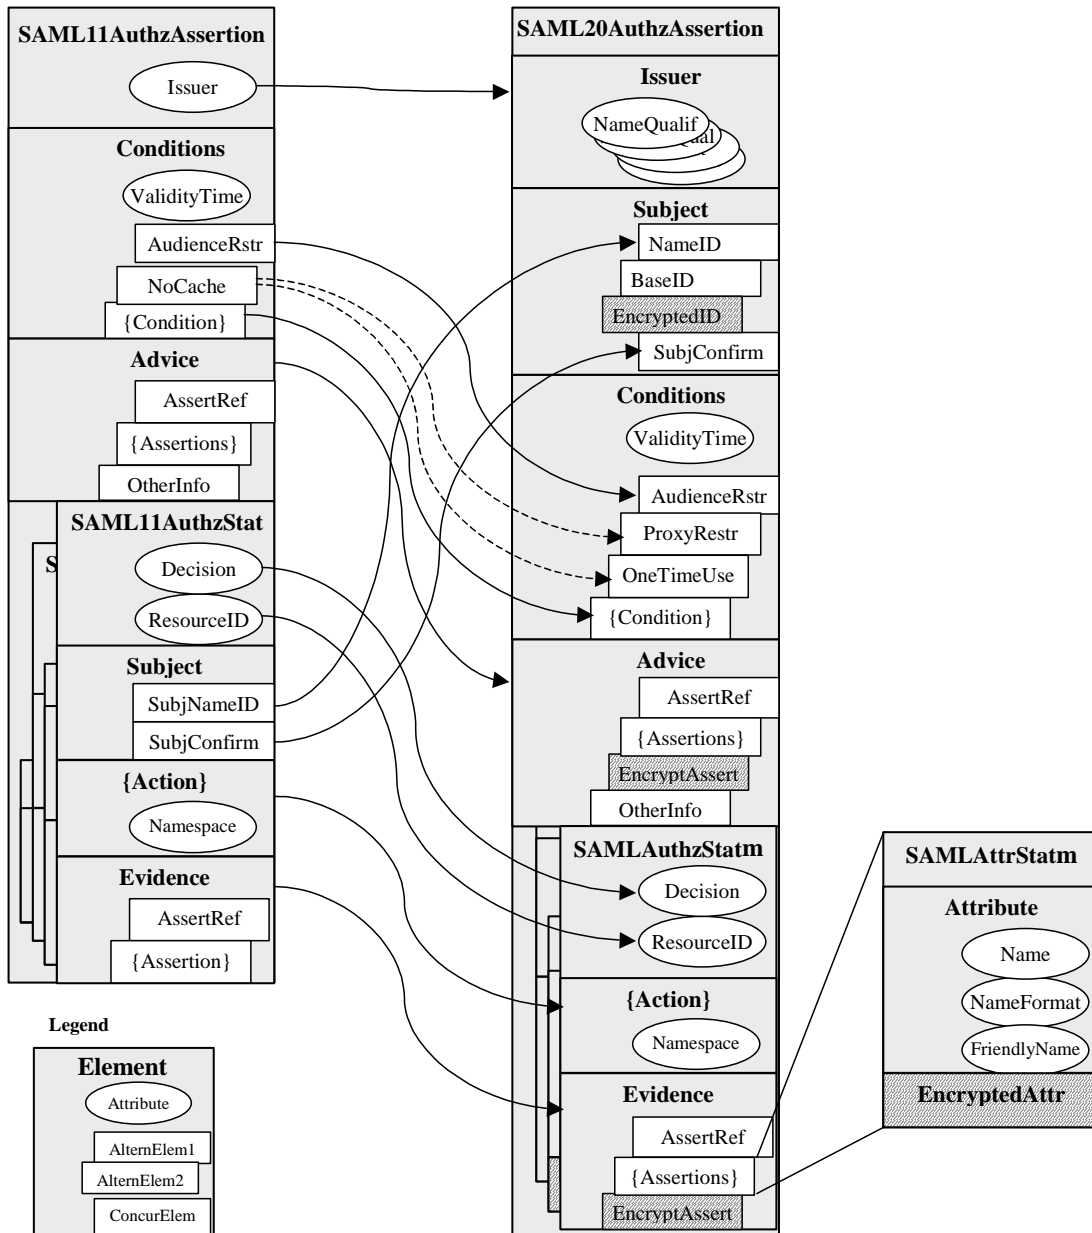 SAML11AuthzAssertion
Issuer
Conditions
ValidityTime
AudienceRstr
NoCache
{Condition}
Advice
AssertRef
{Assertions}
OtherInfo
SAML11AuthzStat
S
Decision
ResourceID
Subject
SubjNameID
SubjConfirm
{Action}
Namespace
Evidence
AssertRef
{Assertion}
Legend
Element
Attribute
AlternElem1
AlternElem2
ConcurElem
SAML20AuthzAssertion
Issuer
NameQualif
Subject
NameID
BaseID
EncryptedID
SubjConfirm
Conditions
ValidityTime
AudienceRstr
ProxyRestr
OneTimeUse
{Condition}
Advice
AssertRef
{Assertions}
EncryptAssert
OtherInfo
SAMLAuthzStatm
Decision
ResourceID
{Action}
Namespace
Evidence
AssertRef
{Assertions}
EncryptAssert
SAMLAttrStatm
Attribute
Name
NameFormat
FriendlyName
EncryptedAttr